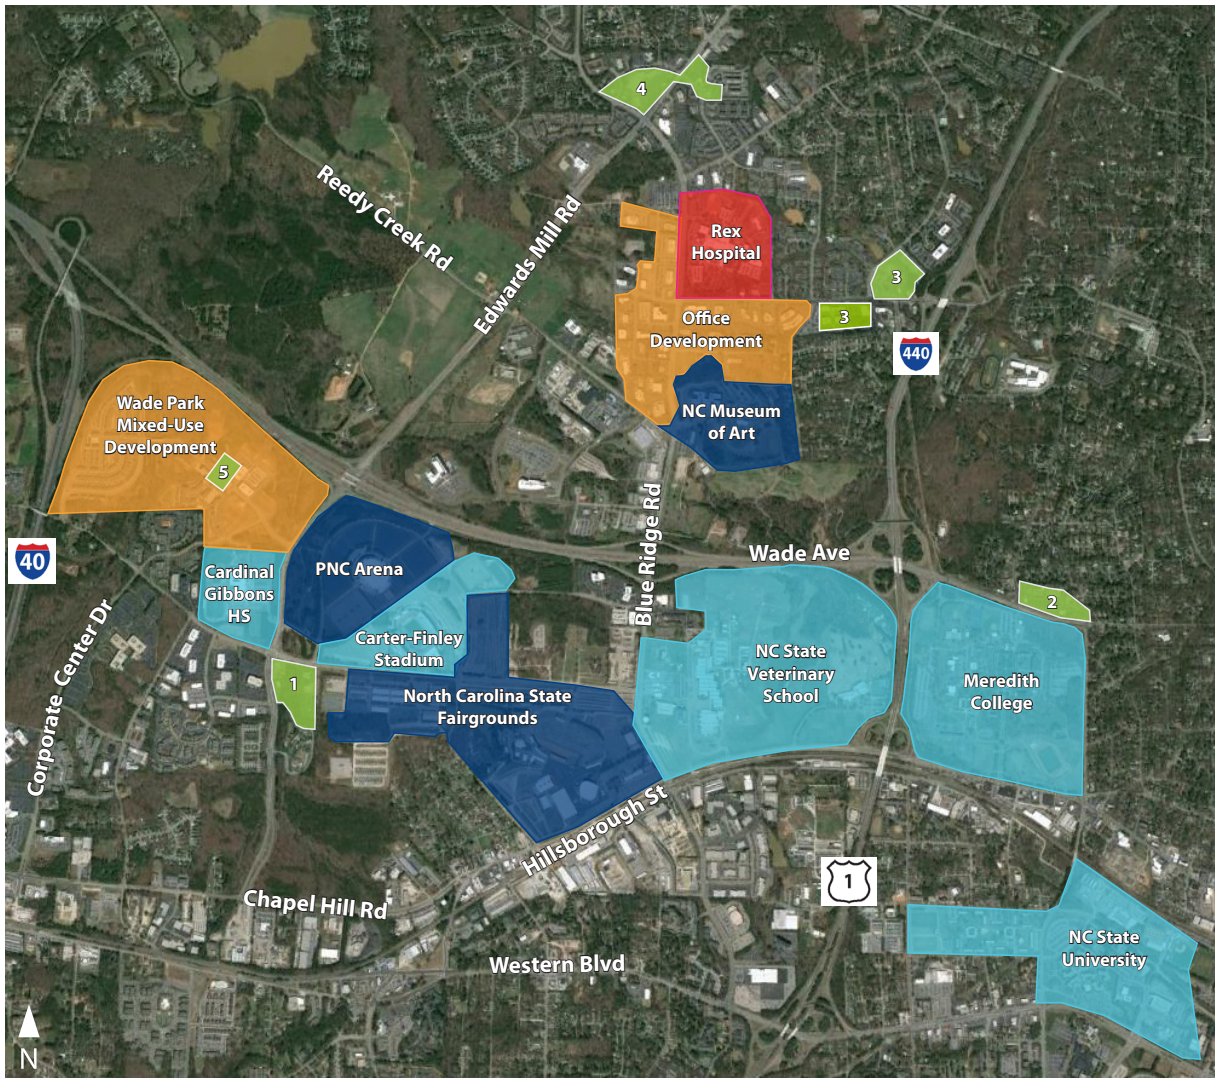 4
Reedy Creek Rd
Edwards Mill Rd
Rex
Hospital
3
3
Office
Development
440
Wade Park
Mixed-Use
Development
5
NC Museum
of Art
Blue Ridge Rd
Wade Ave
40
PNC Arena
Cardinal
Gibbons
HS
2
Carter-Finley
Stadium
NC State
Veterinary
School
Meredith
College
1
North Carolina State
Fairgrounds
Corporate Center Dr
Hillsborough St
1
Chapel Hill Rd
NC State
University
Western Blvd
N